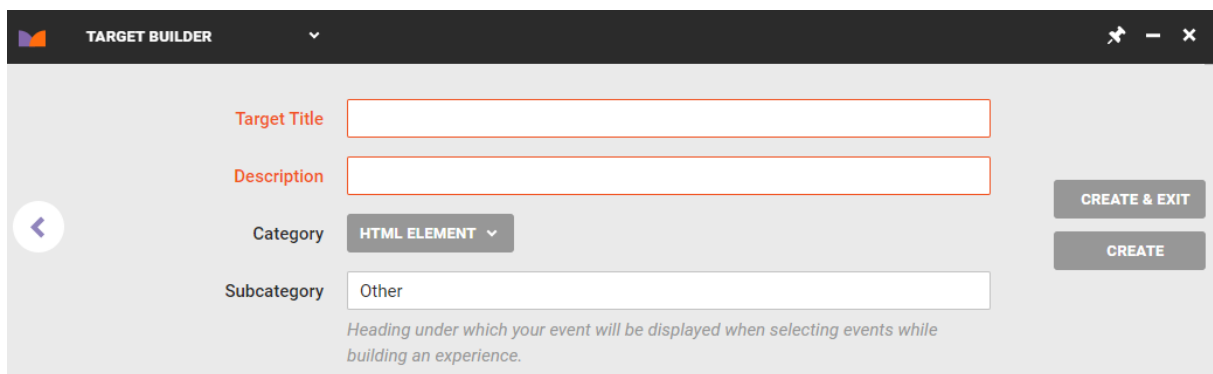 TARGET BUILDER
Target Title
Description
CREATE & EXIT
Category HTML ELEMENT
CREATE
Subcategory Other
Heading under which your event will be displayed when selecting events while
building an experience.